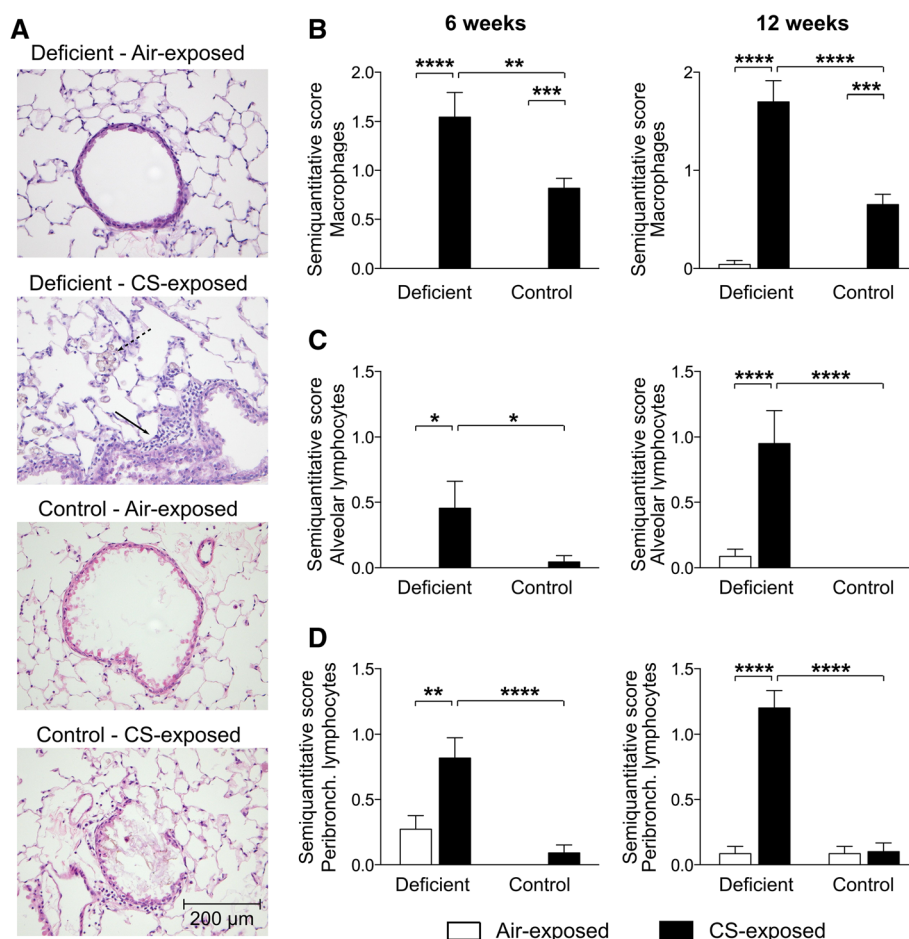 A
Deficient - Air-exposed
Deficient - CS-exposed
Control - Air-exposed
Control - CS-exposed
200 µm
B
6 weeks
12 weeks
Semiquantitative score
Macrophages
2.0
1.5
1.0
0.5
0.0
****
**
***
Deficient
Control
Semiquantitative score
Macrophages
2
1
0
****
****
***
Deficient
Control
C
Semiquantitative score
Alveolar lymphocytes
1.5
1.0
0.5
0.0
*
*
Deficient
Control
Semiquantitative score
Alveolar lymphocytes
1.5
1.0
0.5
0.0
****
****
Deficient
Control
D
Semiquantitative score
Peribronch. lymphocytes
1.5
1.0
0.5
0.0
**
****
Deficient
Control
Semiquantitative score
Peribronch. lymphocytes
1.5
1.0
0.5
0.0
****
****
Deficient
Control
Air-exposed
CS-exposed